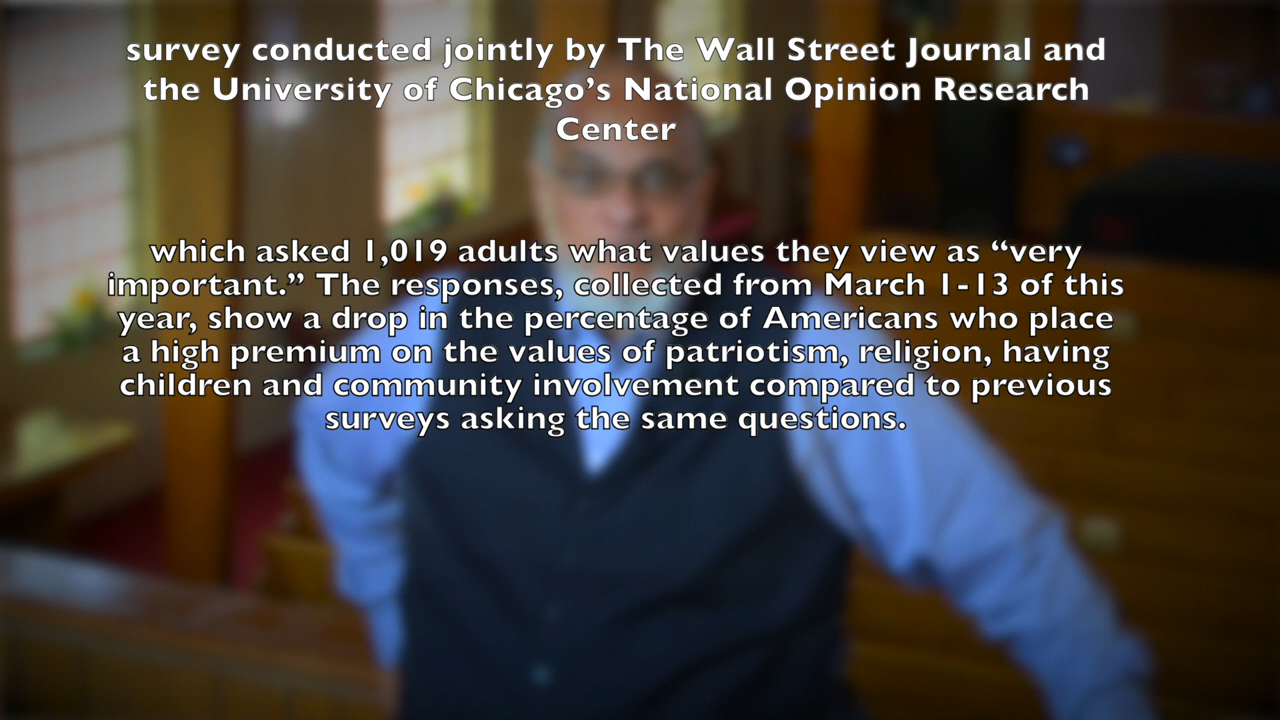 survey conducted jointly by The Wall Street Journal and
the University of Chicago’s National Opinion Research
Center
which asked 1,019 adults what values they view as “very
important.” The responses, collected from March 1-13 of this
year, show a drop in the percentage of Americans who place
a high premium on the values of patriotism, religion, having
children and community involvement compared to previous
surveys asking the same questions.